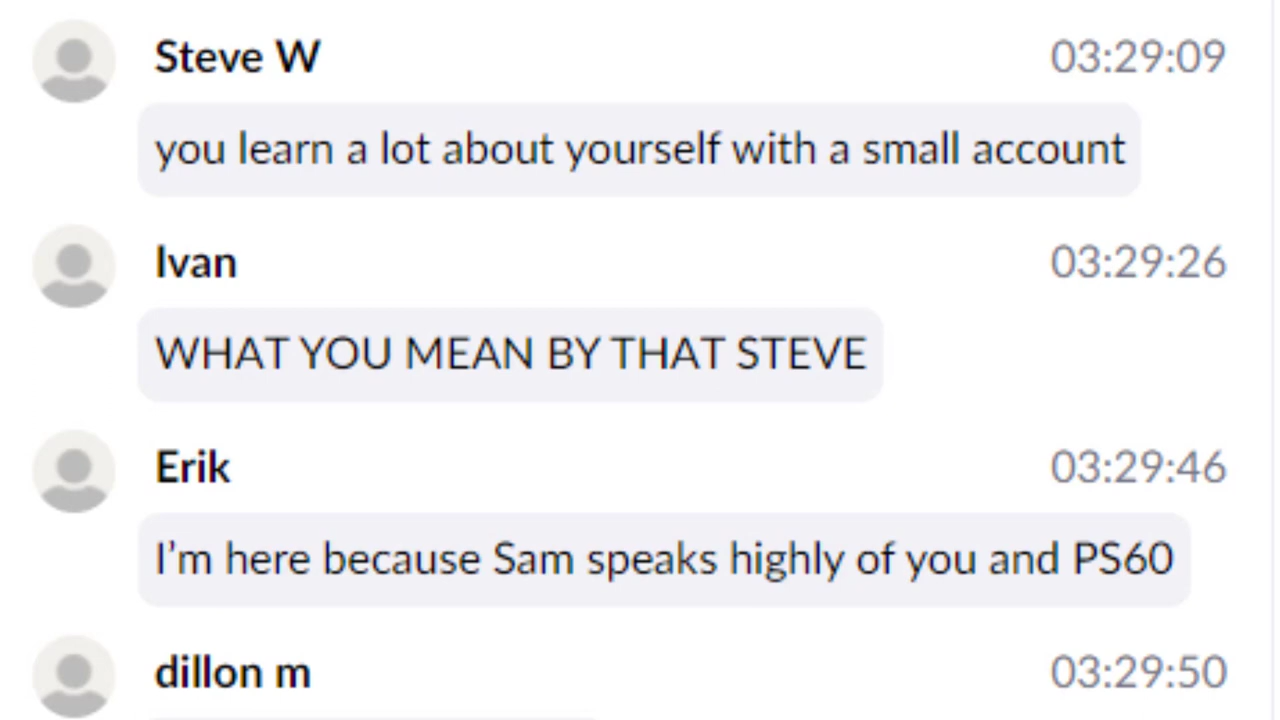 Steve W 03:29:09
you learn a lot about yourself with a small account
Ivan 03:29:26
WHAT YOU MEAN BY THAT STEVE
Erik 03:29:46
I’m here because Sam speaks highly of you and PS60
dillon m 03:29:50